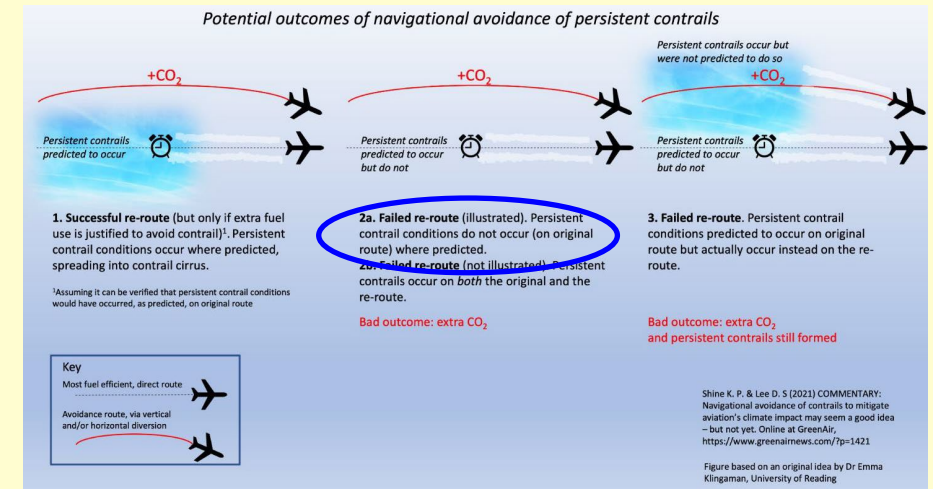 Potential outcomes of navigational avoidance of persistent contrails
+CO₂
Persistent contrails
predicted to occur
1. Successful re-route (but only if extra fuel
use is justified to avoid contrail)¹. Persistent
contrail conditions occur where predicted,
spreading into contrail cirrus.
¹Assuming it can be verified that persistent contrail conditions
would have occurred, as predicted, on original route
+CO₂
Persistent contrails
predicted to occur
but do not
2a. Failed re-route (illustrated). Persistent
contrail conditions do not occur (on original
route) where predicted.
2b. Failed re-route (not illustrated). Persistent
contrails occur on both the original and the
re-route.
Bad outcome: extra CO₂
Persistent contrails occur but
were not predicted to do so
+CO₂
Persistent contrails
predicted to occur
but do not
3. Failed re-route. Persistent contrail
conditions predicted to occur on original
route but actually occur instead on the re-
route.
Bad outcome: extra CO₂
and persistent contrails still formed
Key
Most fuel efficient, direct route
Avoidance route, via vertical
and/or horizontal diversion
Shine K. P. & Lee D. S (2021) COMMENTARY:
Navigational avoidance of contrails to mitigate
aviation's climate impact may seem a good idea
– but not yet. Online at GreenAir,
https://www.greenairnews.com/?p=1421
Figure based on an original idea by Dr Emma
Klingaman, University of Reading